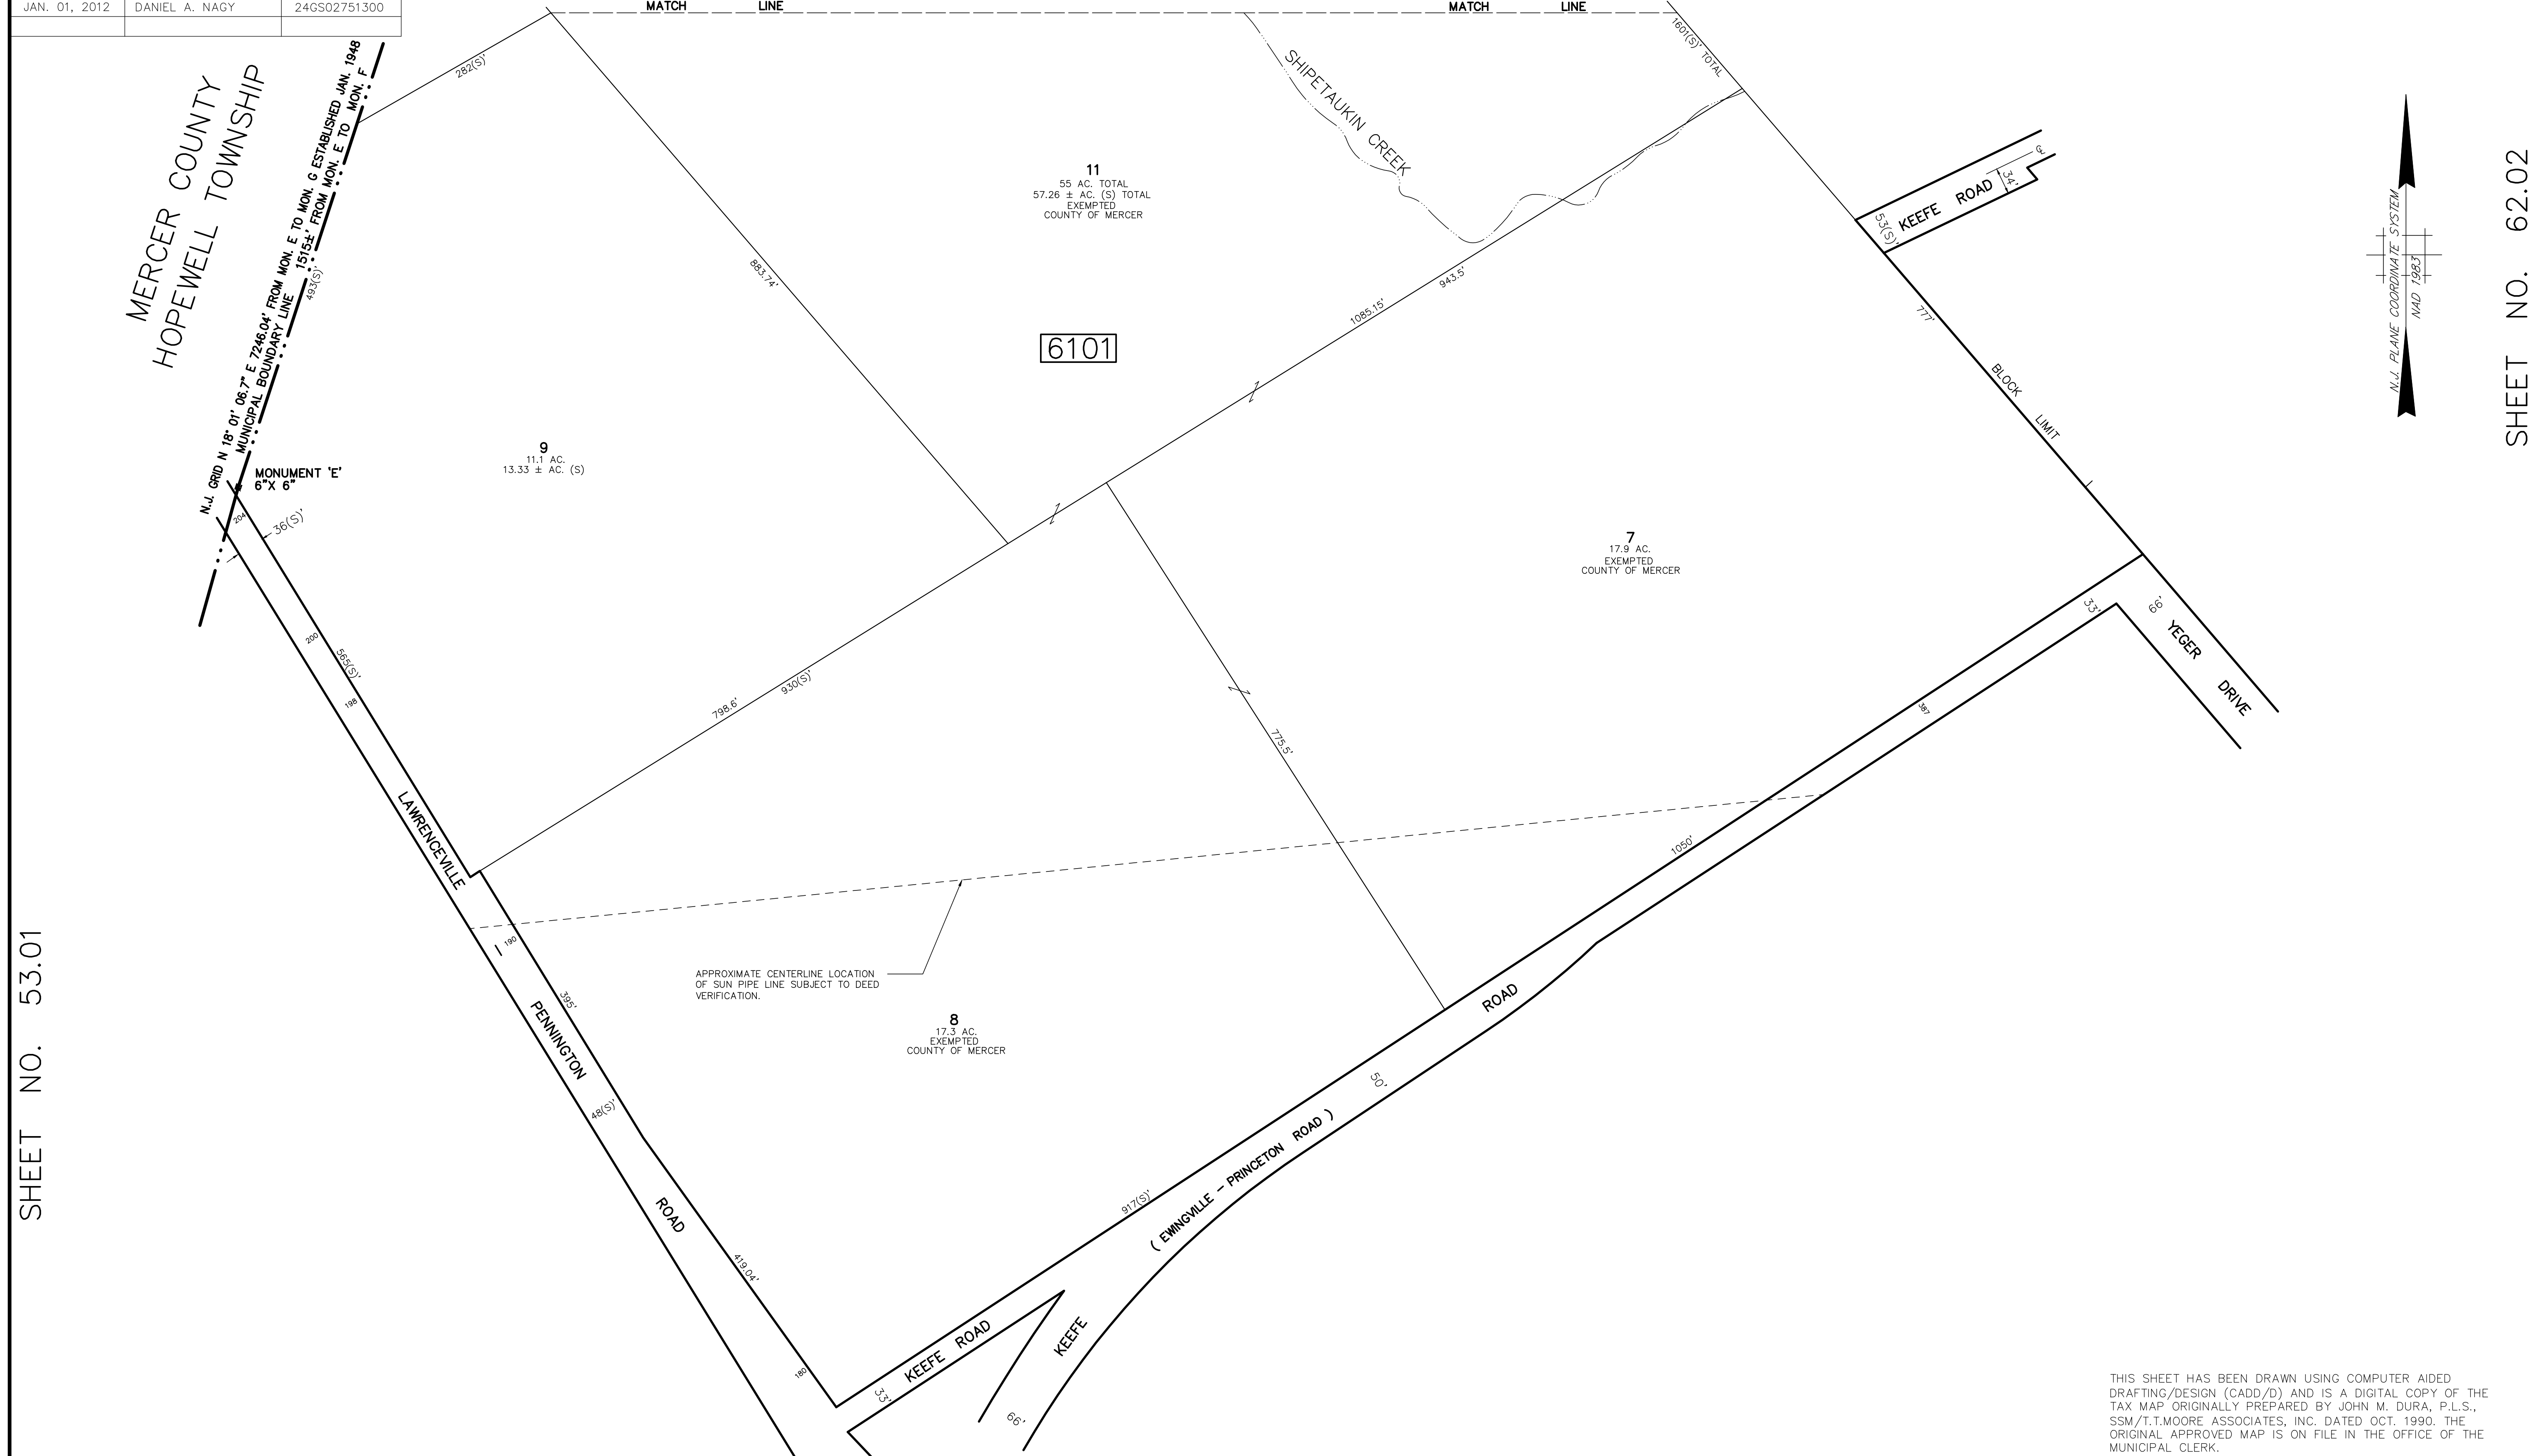 JAN. 01, 2012 DANIEL A. NAGY 24GS02751300
MATCH LINE
MATCH LINE
1601(S)' TOTAL
282(S)'
MERCER COUNTY
HOPEWELL TOWNSHIP
N.J. GRID N 18° 01' 06.7" E 7246.04' FROM MON. E TO MON. G ESTABLISHED JAN. 1948
MUNICIPAL BOUNDARY LINE 1515±' FROM MON. E TO MON. F
493(S)'
SHIPETAUKIN CREEK
11
55 AC. TOTAL
57.26 ± AC. (S) TOTAL
EXEMPTED
COUNTY OF MERCER
883.74'
943.5'
1085.15'
6101
KEEFE ROAD
34'
53(S)'
777'
BLOCK LIMIT
N.J. PLANE COORDINATE SYSTEM
NAD 1983
SHEET NO. 62.02
9
11.1 AC.
13.33 ± AC. (S)
MONUMENT 'E'
6"X 6"
204
36(S)'
7
17.9 AC.
EXEMPTED
COUNTY OF MERCER
33'
66'
YEGER DRIVE
200
565(S)'
198
798.6'
930(S)'
775.5'
387
1050'
LAWRENCEVILLE
PENNINGTON
ROAD
190
395'
48(S)'
419.04'
180
APPROXIMATE CENTERLINE LOCATION
OF SUN PIPE LINE SUBJECT TO DEED
VERIFICATION.
8
17.3 AC.
EXEMPTED
COUNTY OF MERCER
SHEET NO. 53.01
ROAD
50'
( EWINGVILLE - PRINCETON ROAD )
917(S)'
KEEFE ROAD
33'
KEEFE
66'
THIS SHEET HAS BEEN DRAWN USING COMPUTER AIDED
DRAFTING/DESIGN (CADD/D) AND IS A DIGITAL COPY OF THE
TAX MAP ORIGINALLY PREPARED BY JOHN M. DURA, P.L.S.,
SSM/T.T.MOORE ASSOCIATES, INC. DATED OCT. 1990. THE
ORIGINAL APPROVED MAP IS ON FILE IN THE OFFICE OF THE
MUNICIPAL CLERK.